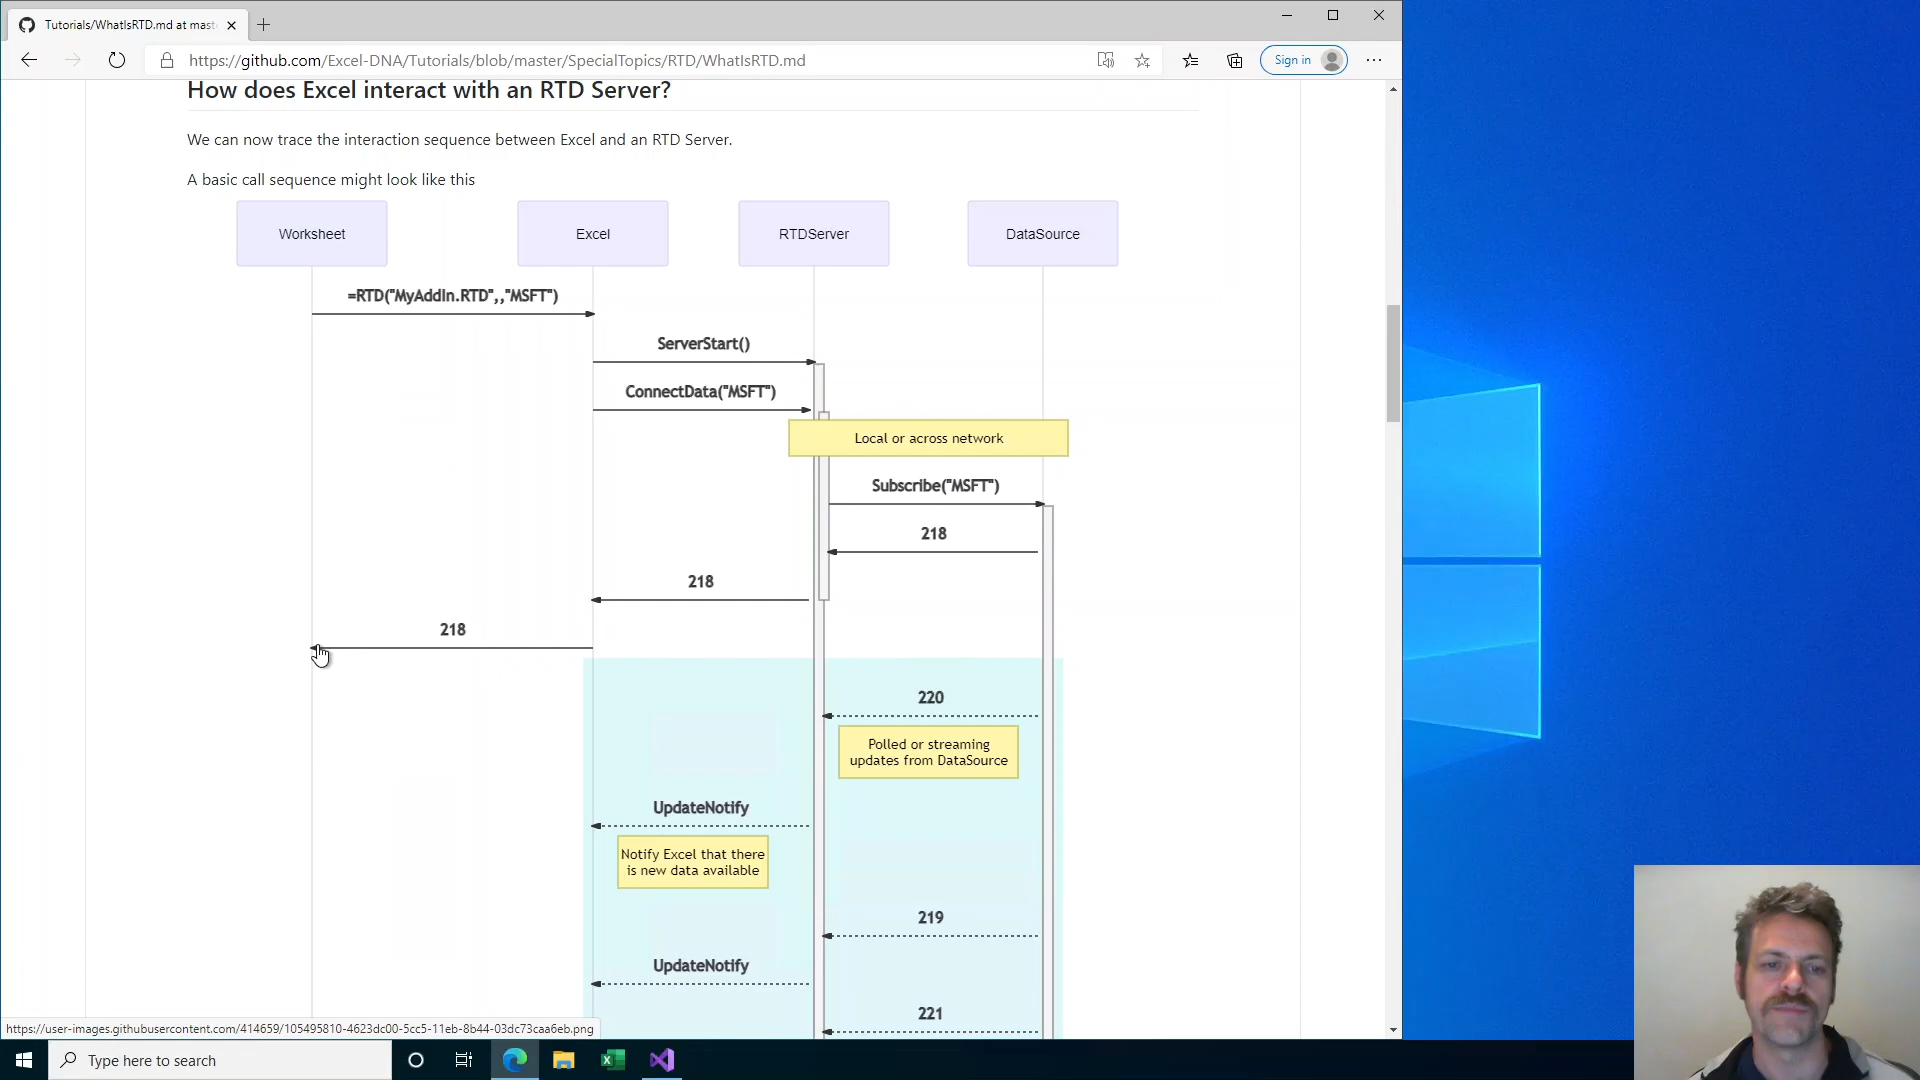 Tutorials/WhatIsRTD.md at mast
https://github.com/Excel-DNA/Tutorials/blob/master/SpecialTopics/RTD/WhatIsRTD.md
Sign in
How does Excel interact with an RTD Server?
We can now trace the interaction sequence between Excel and an RTD Server.
A basic call sequence might look like this
Worksheet
Excel
RTDServer
DataSource
=RTD("MyAddIn.RTD",,"MSFT")
ServerStart()
ConnectData("MSFT")
Local or across network
Subscribe("MSFT")
218
218
218
220
Polled or streaming
updates from DataSource
UpdateNotify
Notify Excel that there
is new data available
219
UpdateNotify
221
https://user-images.githubusercontent.com/414659/105495810-4623dc00-5cc5-11eb-8b44-03dc73caa6eb.png
Type here to search